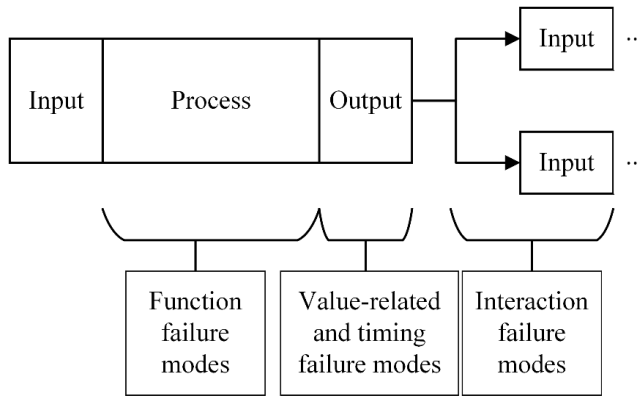 Input
Process
Output
Input
..
Input
..
Function
failure
modes
Value-related
and timing
failure modes
Interaction
failure
modes